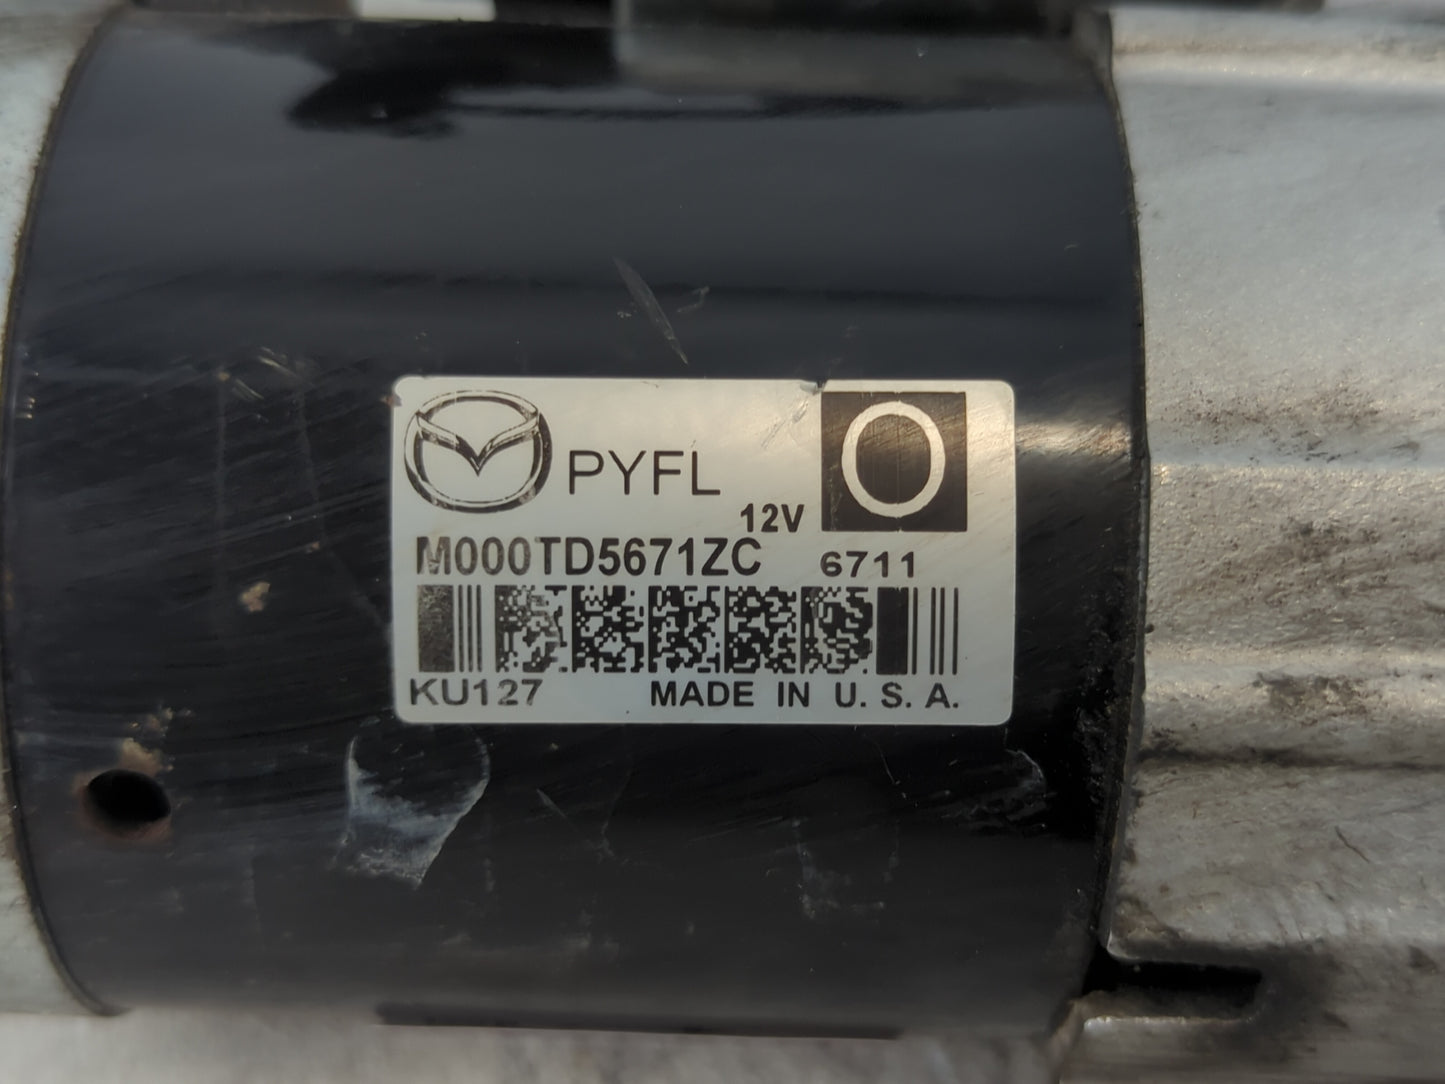 PYFL
O
12V
M000TD5671ZC 6711
KU127 MADE IN U. S. A.